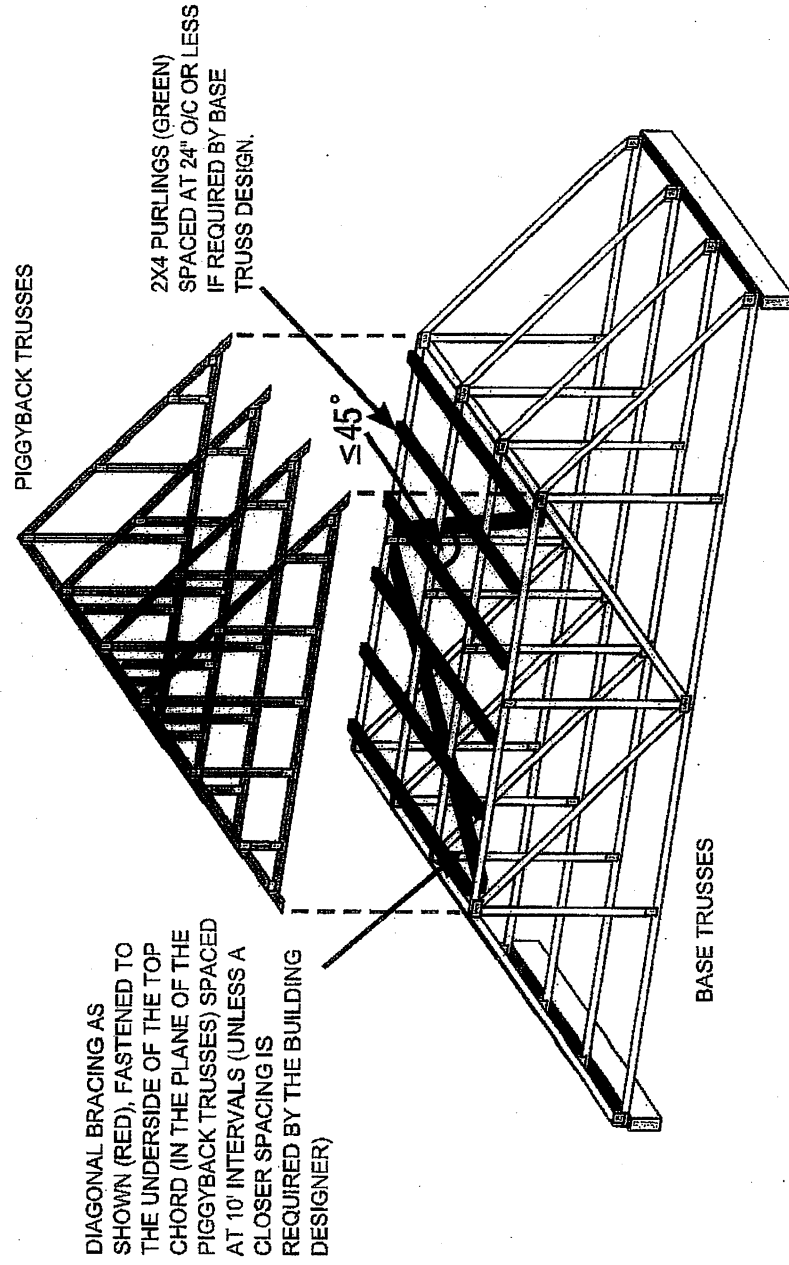 PIGGYBACK TRUSSES
2X4 PURLINGS (GREEN)
SPACED AT 24" O/C OR LESS
IF REQUIRED BY BASE
TRUSS DESIGN.
≤45°
DIAGONAL BRACING AS
SHOWN (RED), FASTENED TO
THE UNDERSIDE OF THE TOP
CHORD (IN THE PLANE OF THE
PIGGYBACK TRUSSES) SPACED
AT 10' INTERVALS (UNLESS A
CLOSER SPACING IS
REQUIRED BY THE BUILDING
DESIGNER)
BASE TRUSSES